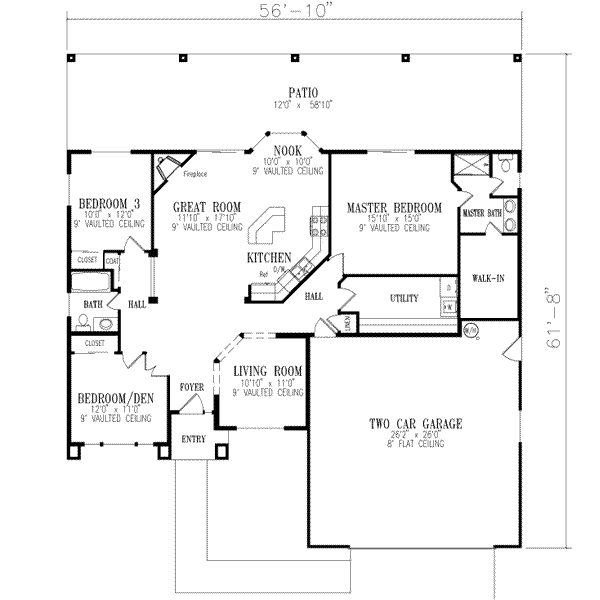 56'-10"
PATIO
12'0" x 58'10"
NOOK
10'0" x 10'0"
9' VAULTED CEILING
Fireplace
BEDROOM 3
10'0" x 12'0"
9' VAULTED CEILING
GREAT ROOM
11'10" x 17'10"
9' VAULTED CEILING
MASTER BEDROOM
15'10" x 15'0"
9' VAULTED CEILING
MASTER BATH
KITCHEN
D/W
Ref
CLOSET
COAT
WALK-IN
BATH
HALL
HALL
UTILITY
D
W
LINEN
W/H
61'-8"
CLOSET
LIVING ROOM
10'10" x 11'0"
9' VAULTED CEILING
FOYER
BEDROOM/DEN
12'0" x 11'0"
9' VAULTED CEILING
ENTRY
TWO CAR GARAGE
26'2" x 26'0"
8' FLAT CEILING